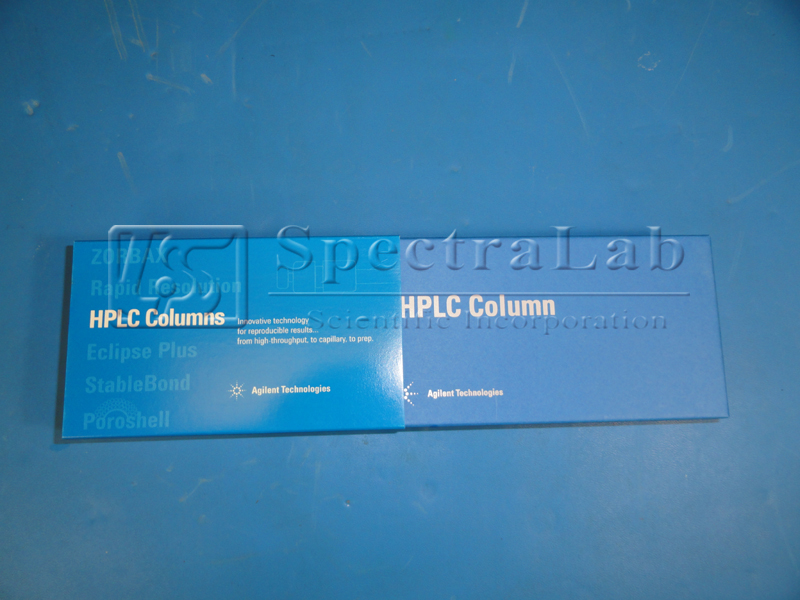 SpectraLab
Scientific Incorporation
ZORBAX
Rapid Resolution
HPLC Columns
Innovative technology
for reproducible results...
from high-throughput, to capillary, to prep.
Eclipse Plus
StableBond
Poroshell
Agilent Technologies
HPLC Column
Agilent Technologies